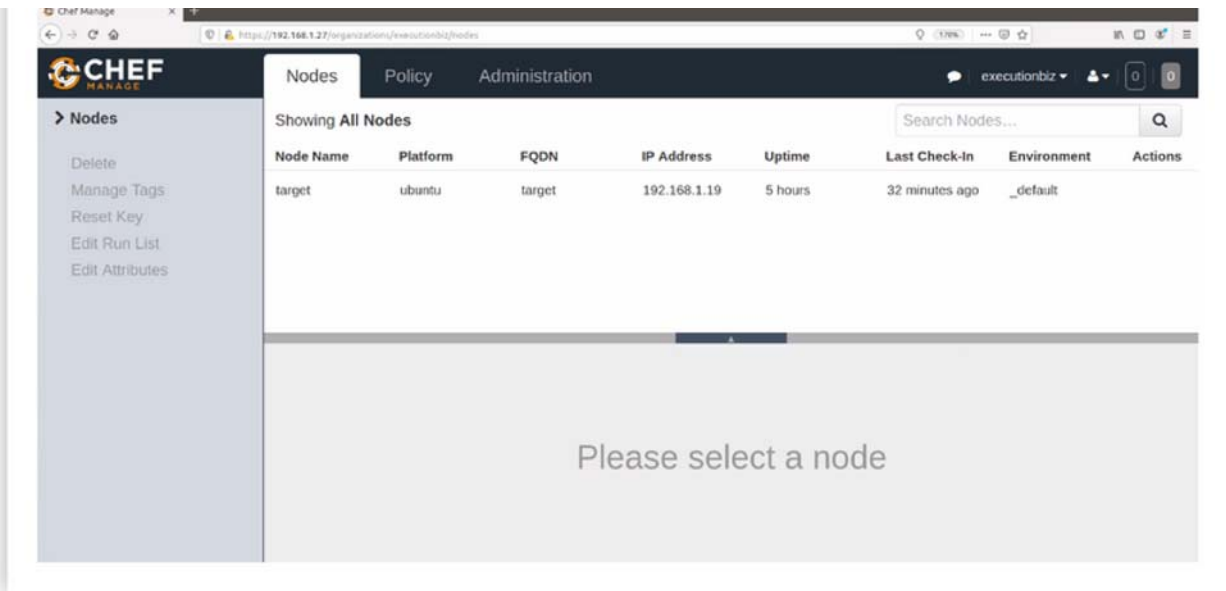 Chef Manage
https://192.168.1.27/organizations/executionbiz/nodes
170%
CHEF
MANAGE
Nodes
Policy
Administration
executionbiz
0
0
Nodes
Delete
Manage Tags
Reset Key
Edit Run List
Edit Attributes
Showing All Nodes
Search Nodes...
Node Name Platform FQDN IP Address Uptime Last Check-In Environment Actions
target ubuntu target 192.168.1.19 5 hours 32 minutes ago _default
Please select a node